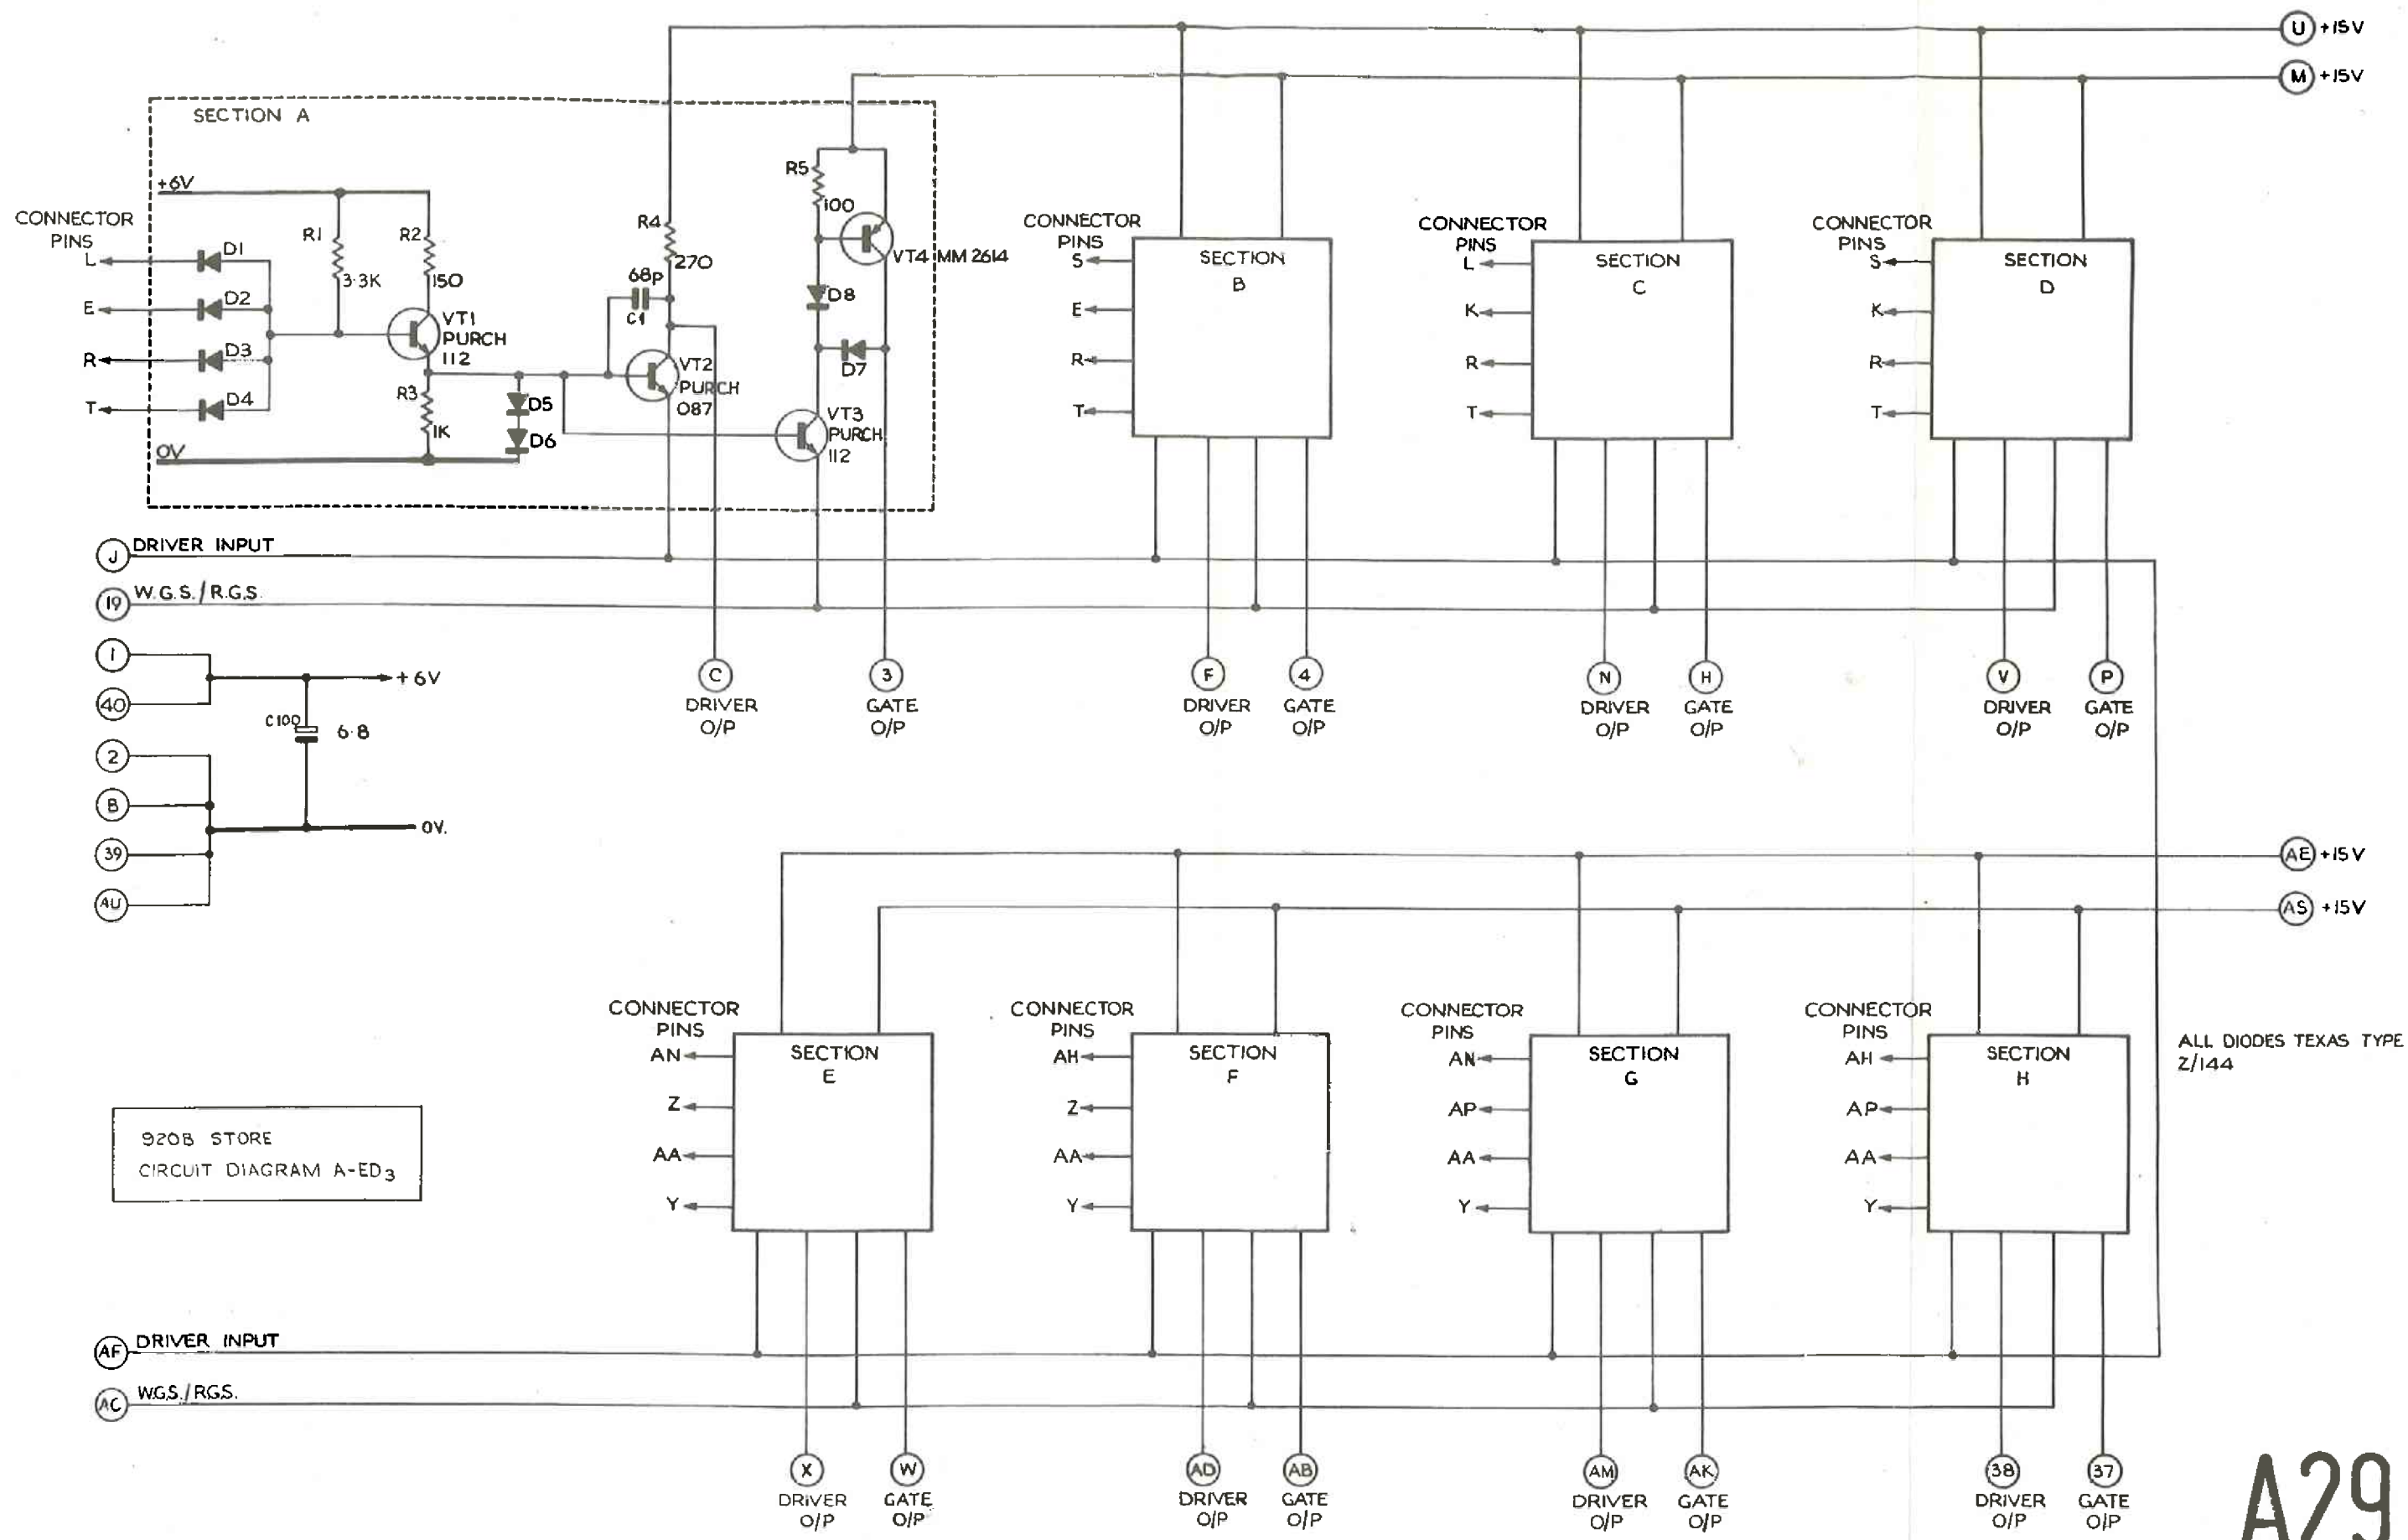 U +15V
M +15V
SECTION A
+6V
CONNECTOR
PINS
L
E
R
T
D1
D2
D3
D4
R1
3·3K
R2
150
VT1
PURCH
112
R3
1K
0V
D5
D6
R4
270
68p
C1
VT2
PURCH
087
R5
100
VT4 MM 2614
D8
D7
VT3
PURCH
112
CONNECTOR
PINS
S
E
R
T
SECTION
B
CONNECTOR
PINS
L
K
R
T
SECTION
C
CONNECTOR
PINS
S
K
R
T
SECTION
D
J DRIVER INPUT
19 W.G.S./R.G.S.
1
40
+6V
C100
6·8
2
B
39
AU
0V.
C
DRIVER
O/P
3
GATE
O/P
F
DRIVER
O/P
4
GATE
O/P
N
DRIVER
O/P
H
GATE
O/P
V
DRIVER
O/P
P
GATE
O/P
AE +15V
AS +15V
CONNECTOR
PINS
AN
Z
AA
Y
SECTION
E
CONNECTOR
PINS
AH
Z
AA
Y
SECTION
F
CONNECTOR
PINS
AN
AP
AA
Y
SECTION
G
CONNECTOR
PINS
AH
AP
AA
Y
SECTION
H
ALL DIODES TEXAS TYPE
Z/144
920B STORE
CIRCUIT DIAGRAM A-ED3
AF DRIVER INPUT
AC W.G.S./R.G.S.
X
DRIVER
O/P
W
GATE
O/P
AD
DRIVER
O/P
AB
GATE
O/P
AM
DRIVER
O/P
AK
GATE
O/P
38
DRIVER
O/P
37
GATE
O/P
A29